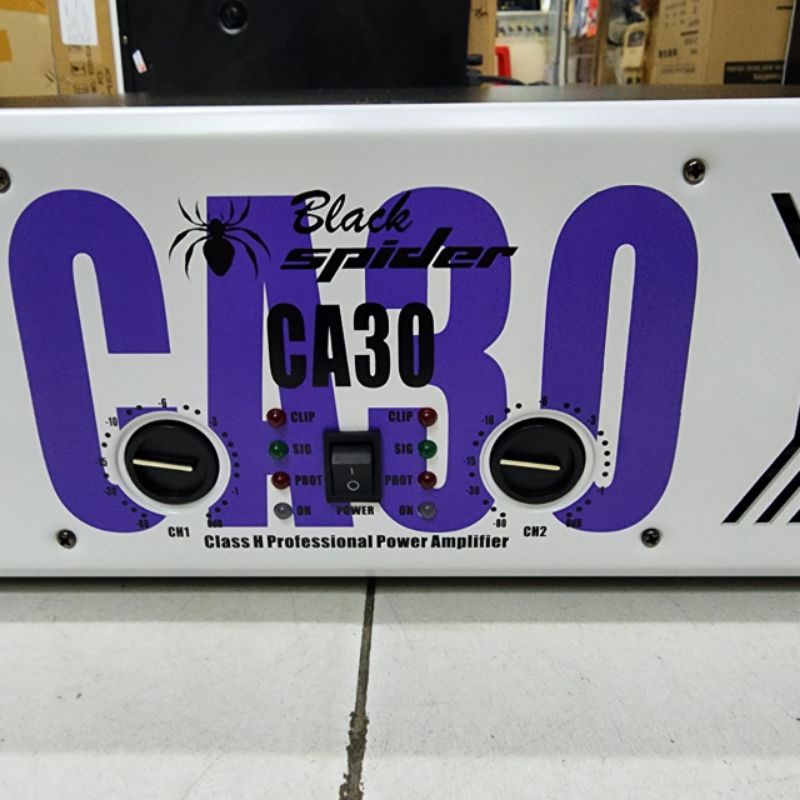 CA30
Black
spider
CA30
-6
-10 -3
-15
-30 -1
-80 0dB
CH1
CLIP
SIG
PROT
ON
POWER
CLIP
SIG
PROT
ON
-6
-10 -3
-15
-30 -1
-80 0dB
CH2
Class H Professional Power Amplifier